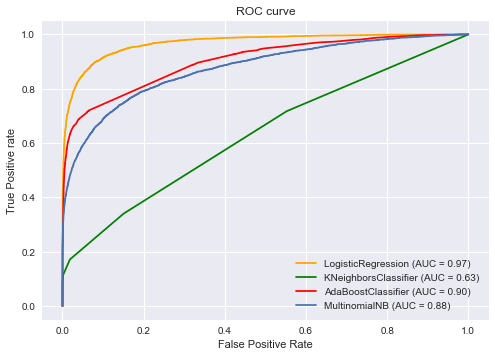 ROC curve
True Positive rate
1.0
0.8
0.6
0.4
0.2
0.0
0.0
0.2
0.4
0.6
0.8
1.0
False Positive Rate
LogisticRegression (AUC = 0.97)
KNeighborsClassifier (AUC = 0.63)
AdaBoostClassifier (AUC = 0.90)
MultinomialNB (AUC = 0.88)